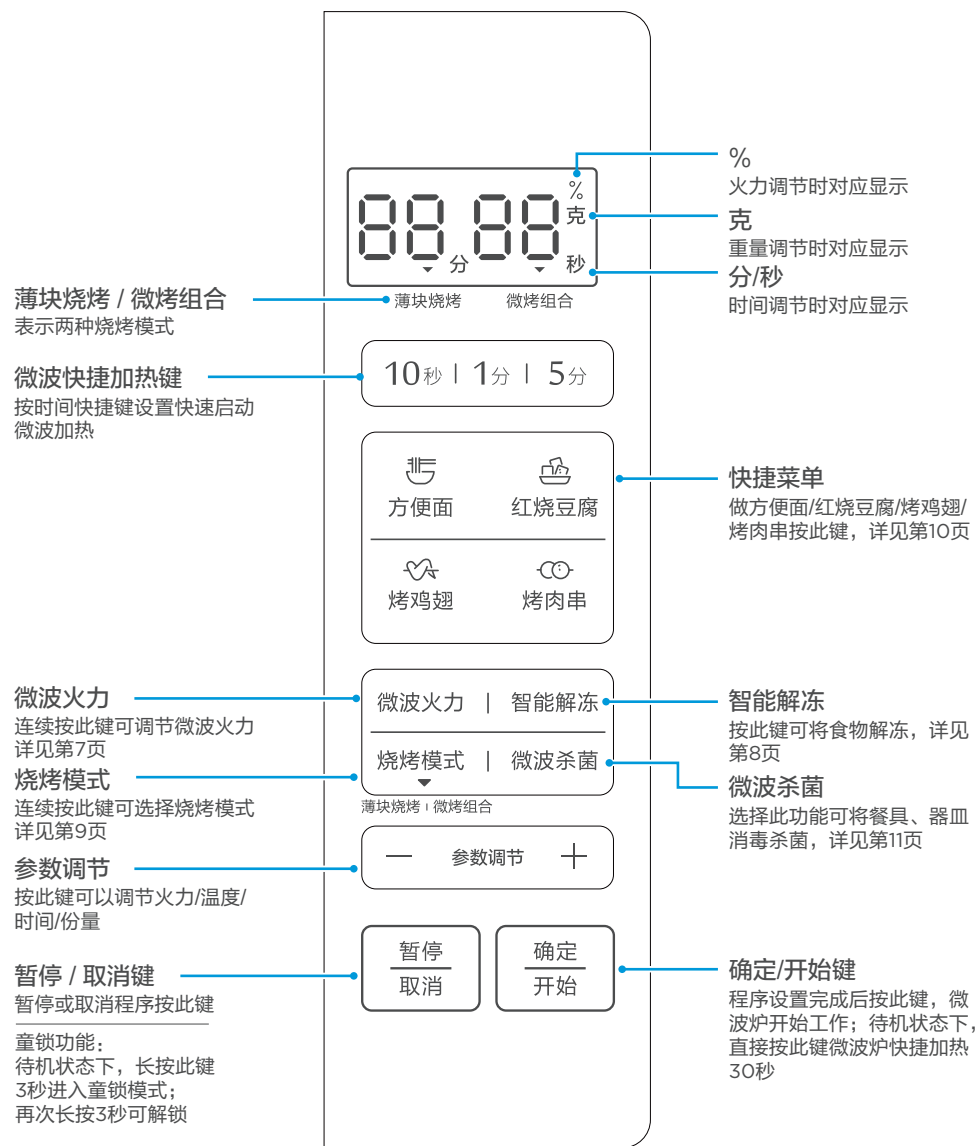 %
火力调节时对应显示
克
重量调节时对应显示
分/秒
时间调节时对应显示
88 88
%
克
分
秒
薄块烧烤 微烤组合
薄块烧烤 / 微烤组合
表示两种烧烤模式
微波快捷加热键
按时间快捷键设置快速启动
微波加热
10秒 | 1分 | 5分
方便面 红烧豆腐
烤鸡翅 烤肉串
快捷菜单
做方便面/红烧豆腐/烤鸡翅/
烤肉串按此键，详见第10页
微波火力
连续按此键可调节微波火力
详见第7页
烧烤模式
连续按此键可选择烧烤模式
详见第9页
微波火力 | 智能解冻
烧烤模式 | 微波杀菌
薄块烧烤 | 微烤组合
智能解冻
按此键可将食物解冻，详见
第8页
微波杀菌
选择此功能可将餐具、器皿
消毒杀菌，详见第11页
参数调节
按此键可以调节火力/温度/
时间/份量
— 参数调节 +
暂停 / 取消键
暂停或取消程序按此键
童锁功能：
待机状态下，长按此键
3秒进入童锁模式；
再次长按3秒可解锁
暂停
取消
确定
开始
确定/开始键
程序设置完成后按此键，微
波炉开始工作；待机状态下，
直接按此键微波炉快捷加热
30秒